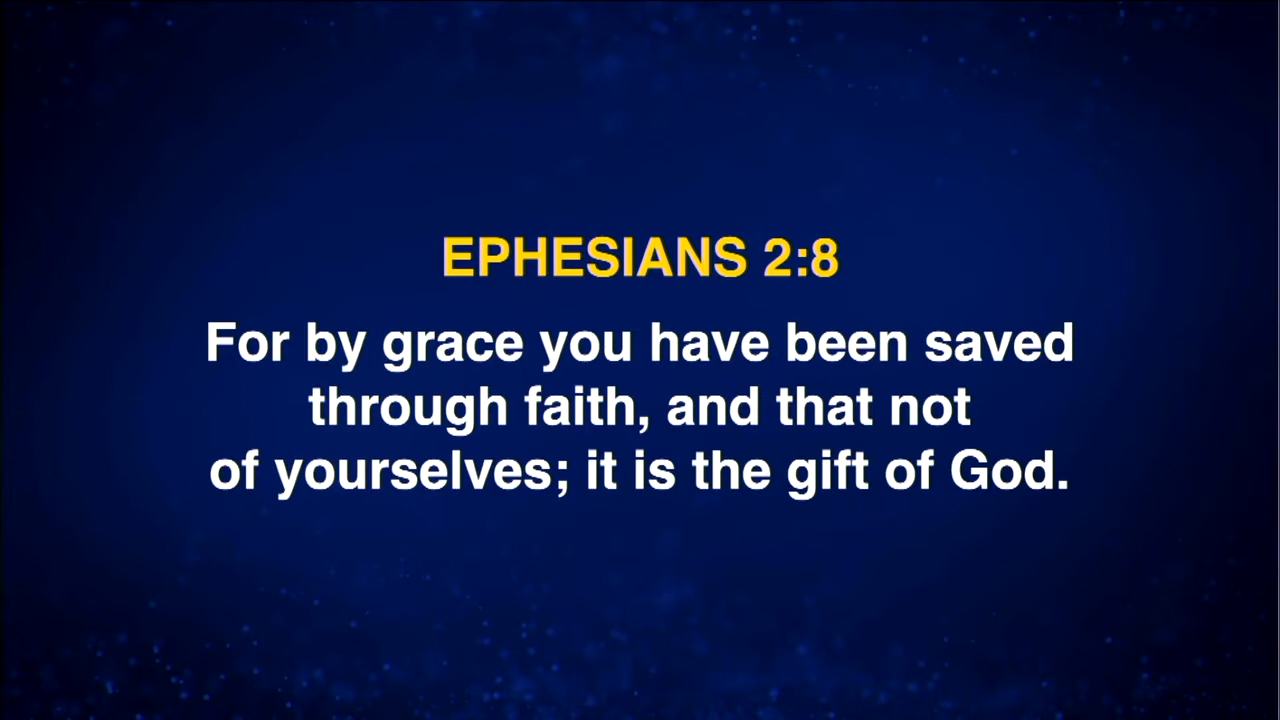 EPHESIANS 2:8
For by grace you have been saved
through faith, and that not
of yourselves; it is the gift of God.